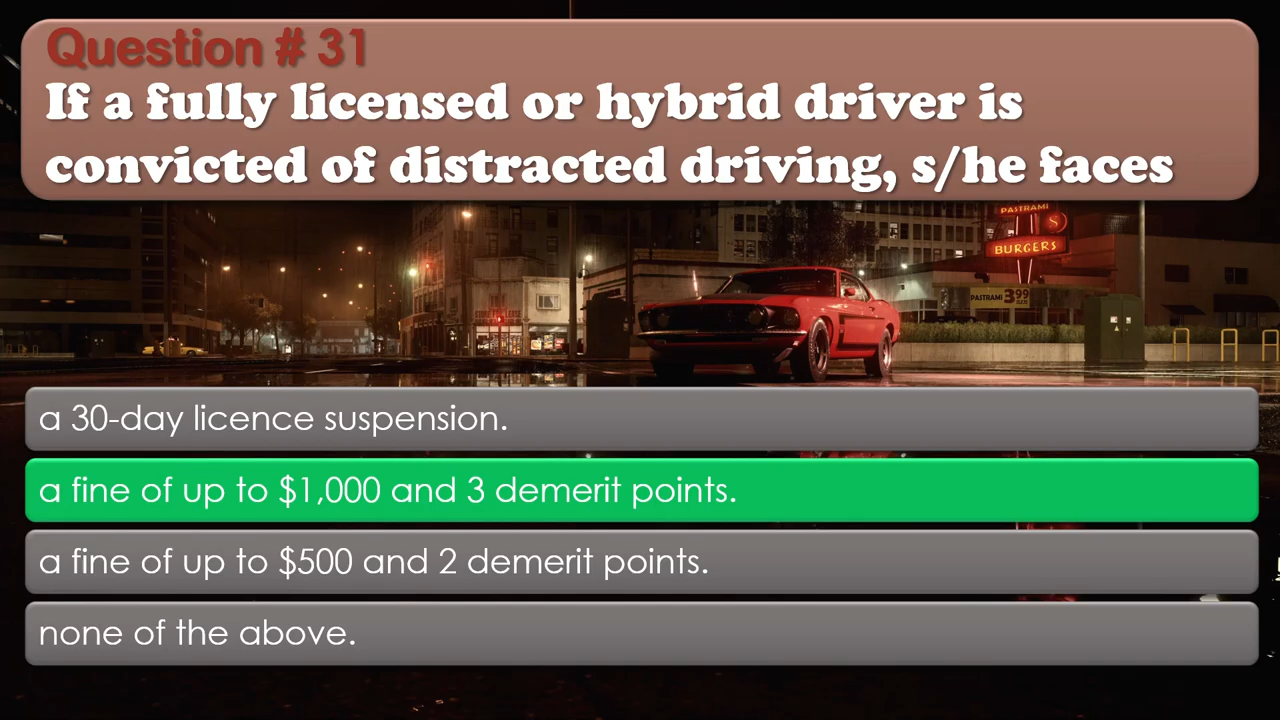 Question # 31
If a fully licensed or hybrid driver is
convicted of distracted driving, s/he faces
PASTRAMI
S
BURGERS
PASTRAMI 3.99
a 30-day licence suspension.
a fine of up to $1,000 and 3 demerit points.
a fine of up to $500 and 2 demerit points.
none of the above.